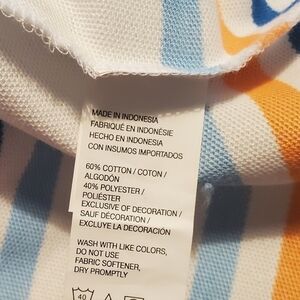 MADE IN INDONESIA
FABRIQUÉ EN INDONÉSIE
HECHO EN INDONESIA
CON INSUMOS IMPORTADOS
60% COTTON / COTON /
ALGODÓN
40% POLYESTER /
POLIÉSTER
EXCLUSIVE OF DECORATION /
SAUF DÉCORATION /
EXCLUYE LA DECORACIÓN
WASH WITH LIKE COLORS,
DO NOT USE
FABRIC SOFTENER,
DRY PROMPTLY
40